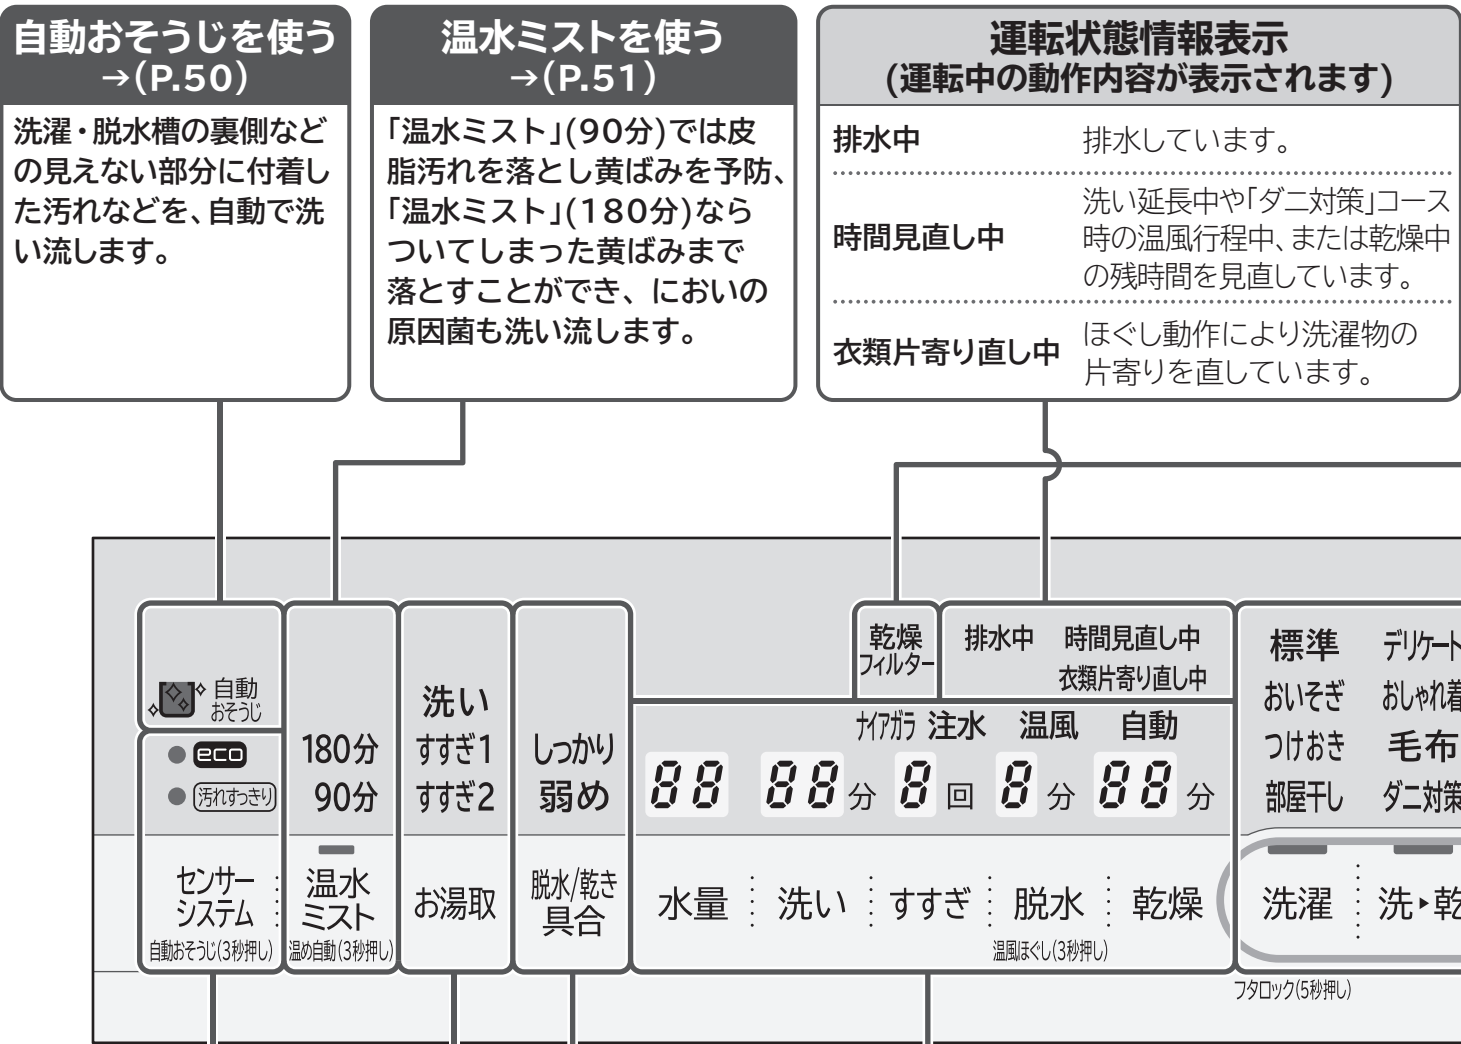 自動おそうじを使う
→(P.50)
洗濯・脱水槽の裏側など
の見えない部分に付着し
た汚れなどを、自動で洗
い流します。
温水ミストを使う
→(P.51)
「温水ミスト」(90分)では皮
脂汚れを落とし黄ばみを予防、
「温水ミスト」(180分)なら
ついてしまった黄ばみまで
落とすことができ、においの
原因菌も洗い流します。
運転状態情報表示
(運転中の動作内容が表示されます)
排水中 排水しています。
時間見直し中 洗い延長中や「ダニ対策」コース
時の温風行程中、または乾燥中
の残時間を見直しています。
衣類片寄り直し中 ほぐし動作により洗濯物の
片寄りを直しています。
自動
おそうじ
eco
汚れすっきり
センサー
システム
自動おそうじ(3秒押し)
180分
90分
温水
ミスト
温め自動(3秒押し)
洗い
すすぎ1
すすぎ2
お湯取
しっかり
弱め
脱水/乾き
具合
乾燥
フィルター
排水中 時間見直し中
衣類片寄り直し中
ナイアガラ 注水 温風 自動
88 88分 8回 8分 88分
水量 洗い すすぎ 脱水 乾燥
温風ほぐし(3秒押し)
標準 デリケート
おいそぎ おしゃれ着
つけおき 毛布
部屋干し ダニ対策
洗濯 洗▸乾
フタロック(5秒押し)